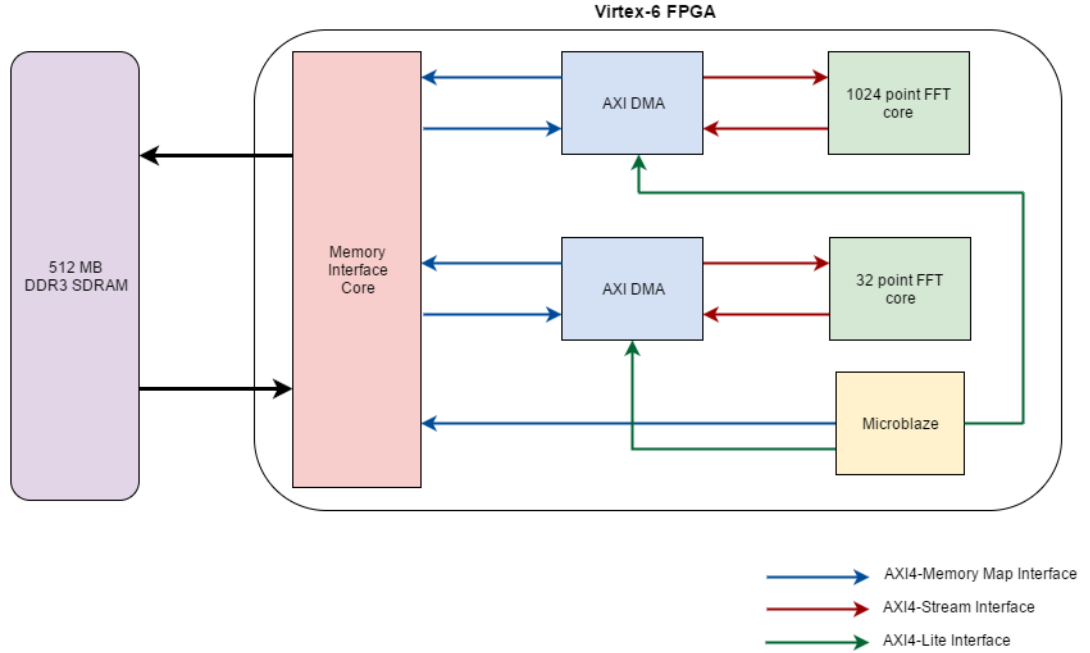 Virtex-6 FPGA
512 MB
DDR3 SDRAM
Memory
Interface
Core
AXI DMA
1024 point FFT
core
AXI DMA
32 point FFT
core
Microblaze
AXI4-Memory Map Interface
AXI4-Stream Interface
AXI4-Lite Interface